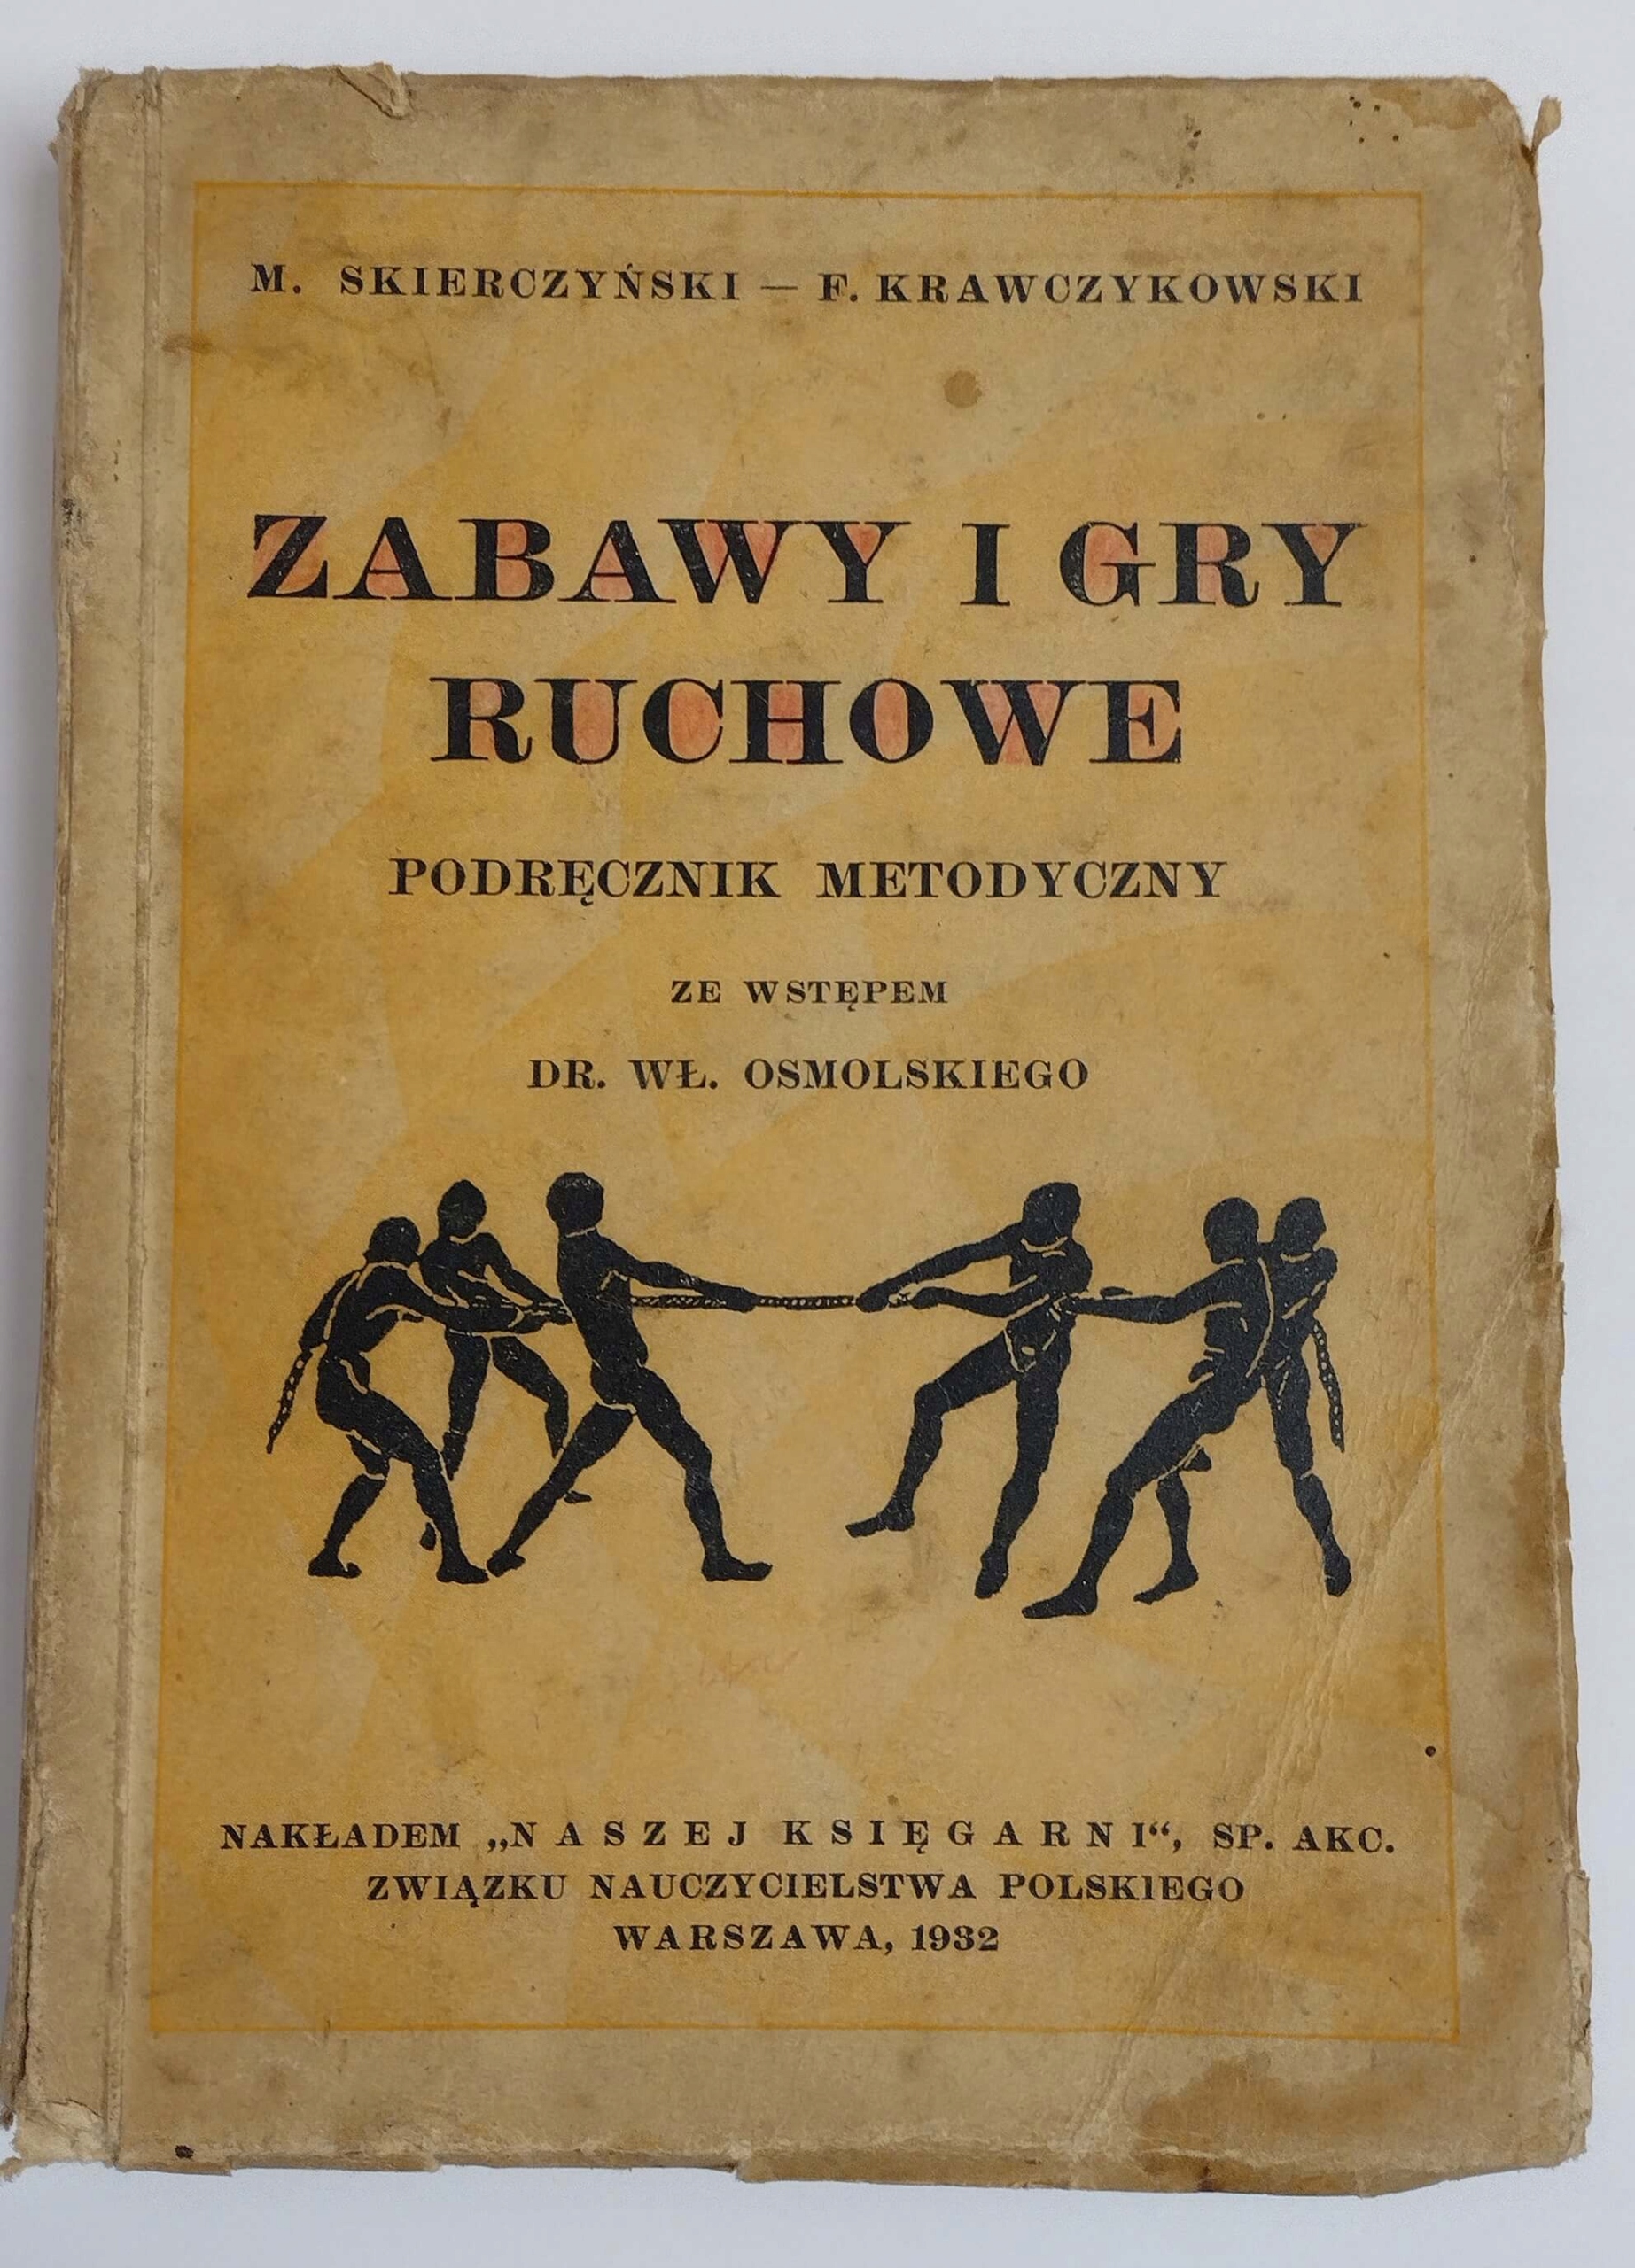 M. SKIERCZYŃSKI — F. KRAWCZYKOWSKI
ZABAWY I GRY
RUCHOWE
PODRĘCZNIK METODYCZNY
ZE WSTĘPEM
DR. WŁ. OSMOLSKIEGO
NAKŁADEM „NASZEJ KSIĘGARNI“, SP. AKC.
ZWIĄZKU NAUCZYCIELSTWA POLSKIEGO
WARSZAWA, 1932